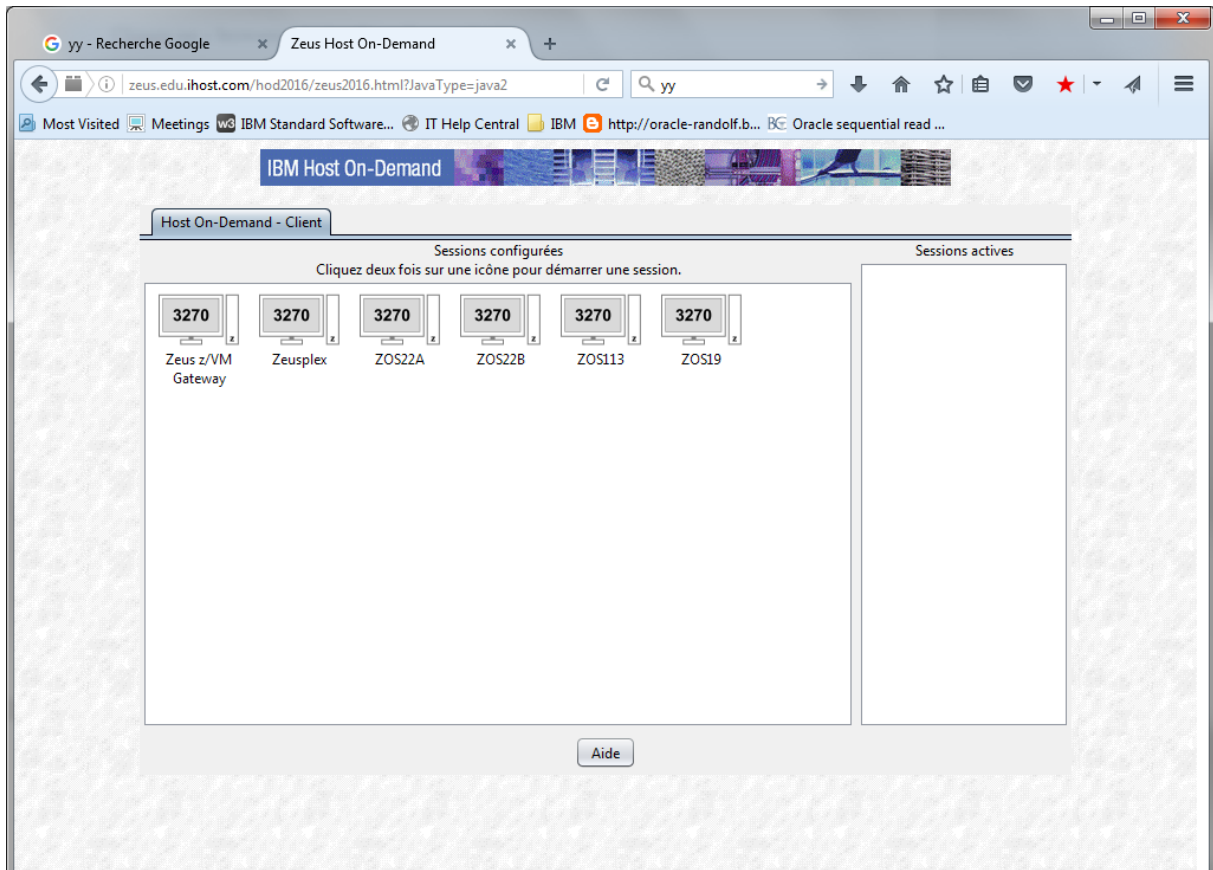 yy - Recherche Google
Zeus Host On-Demand
zeus.edu.ihost.com/hod2016/zeus2016.html?JavaType=java2
yy
Most Visited Meetings w3 IBM Standard Software... IT Help Central IBM http://oracle-randolf.b... Oracle sequential read ...
IBM Host On-Demand
Host On-Demand - Client
Sessions configurées
Cliquez deux fois sur une icône pour démarrer une session.
Sessions actives
3270 3270 3270 3270 3270 3270
z z z z z z
Zeus z/VM Gateway
Zeusplex
ZOS22A
ZOS22B
ZOS113
ZOS19
Aide